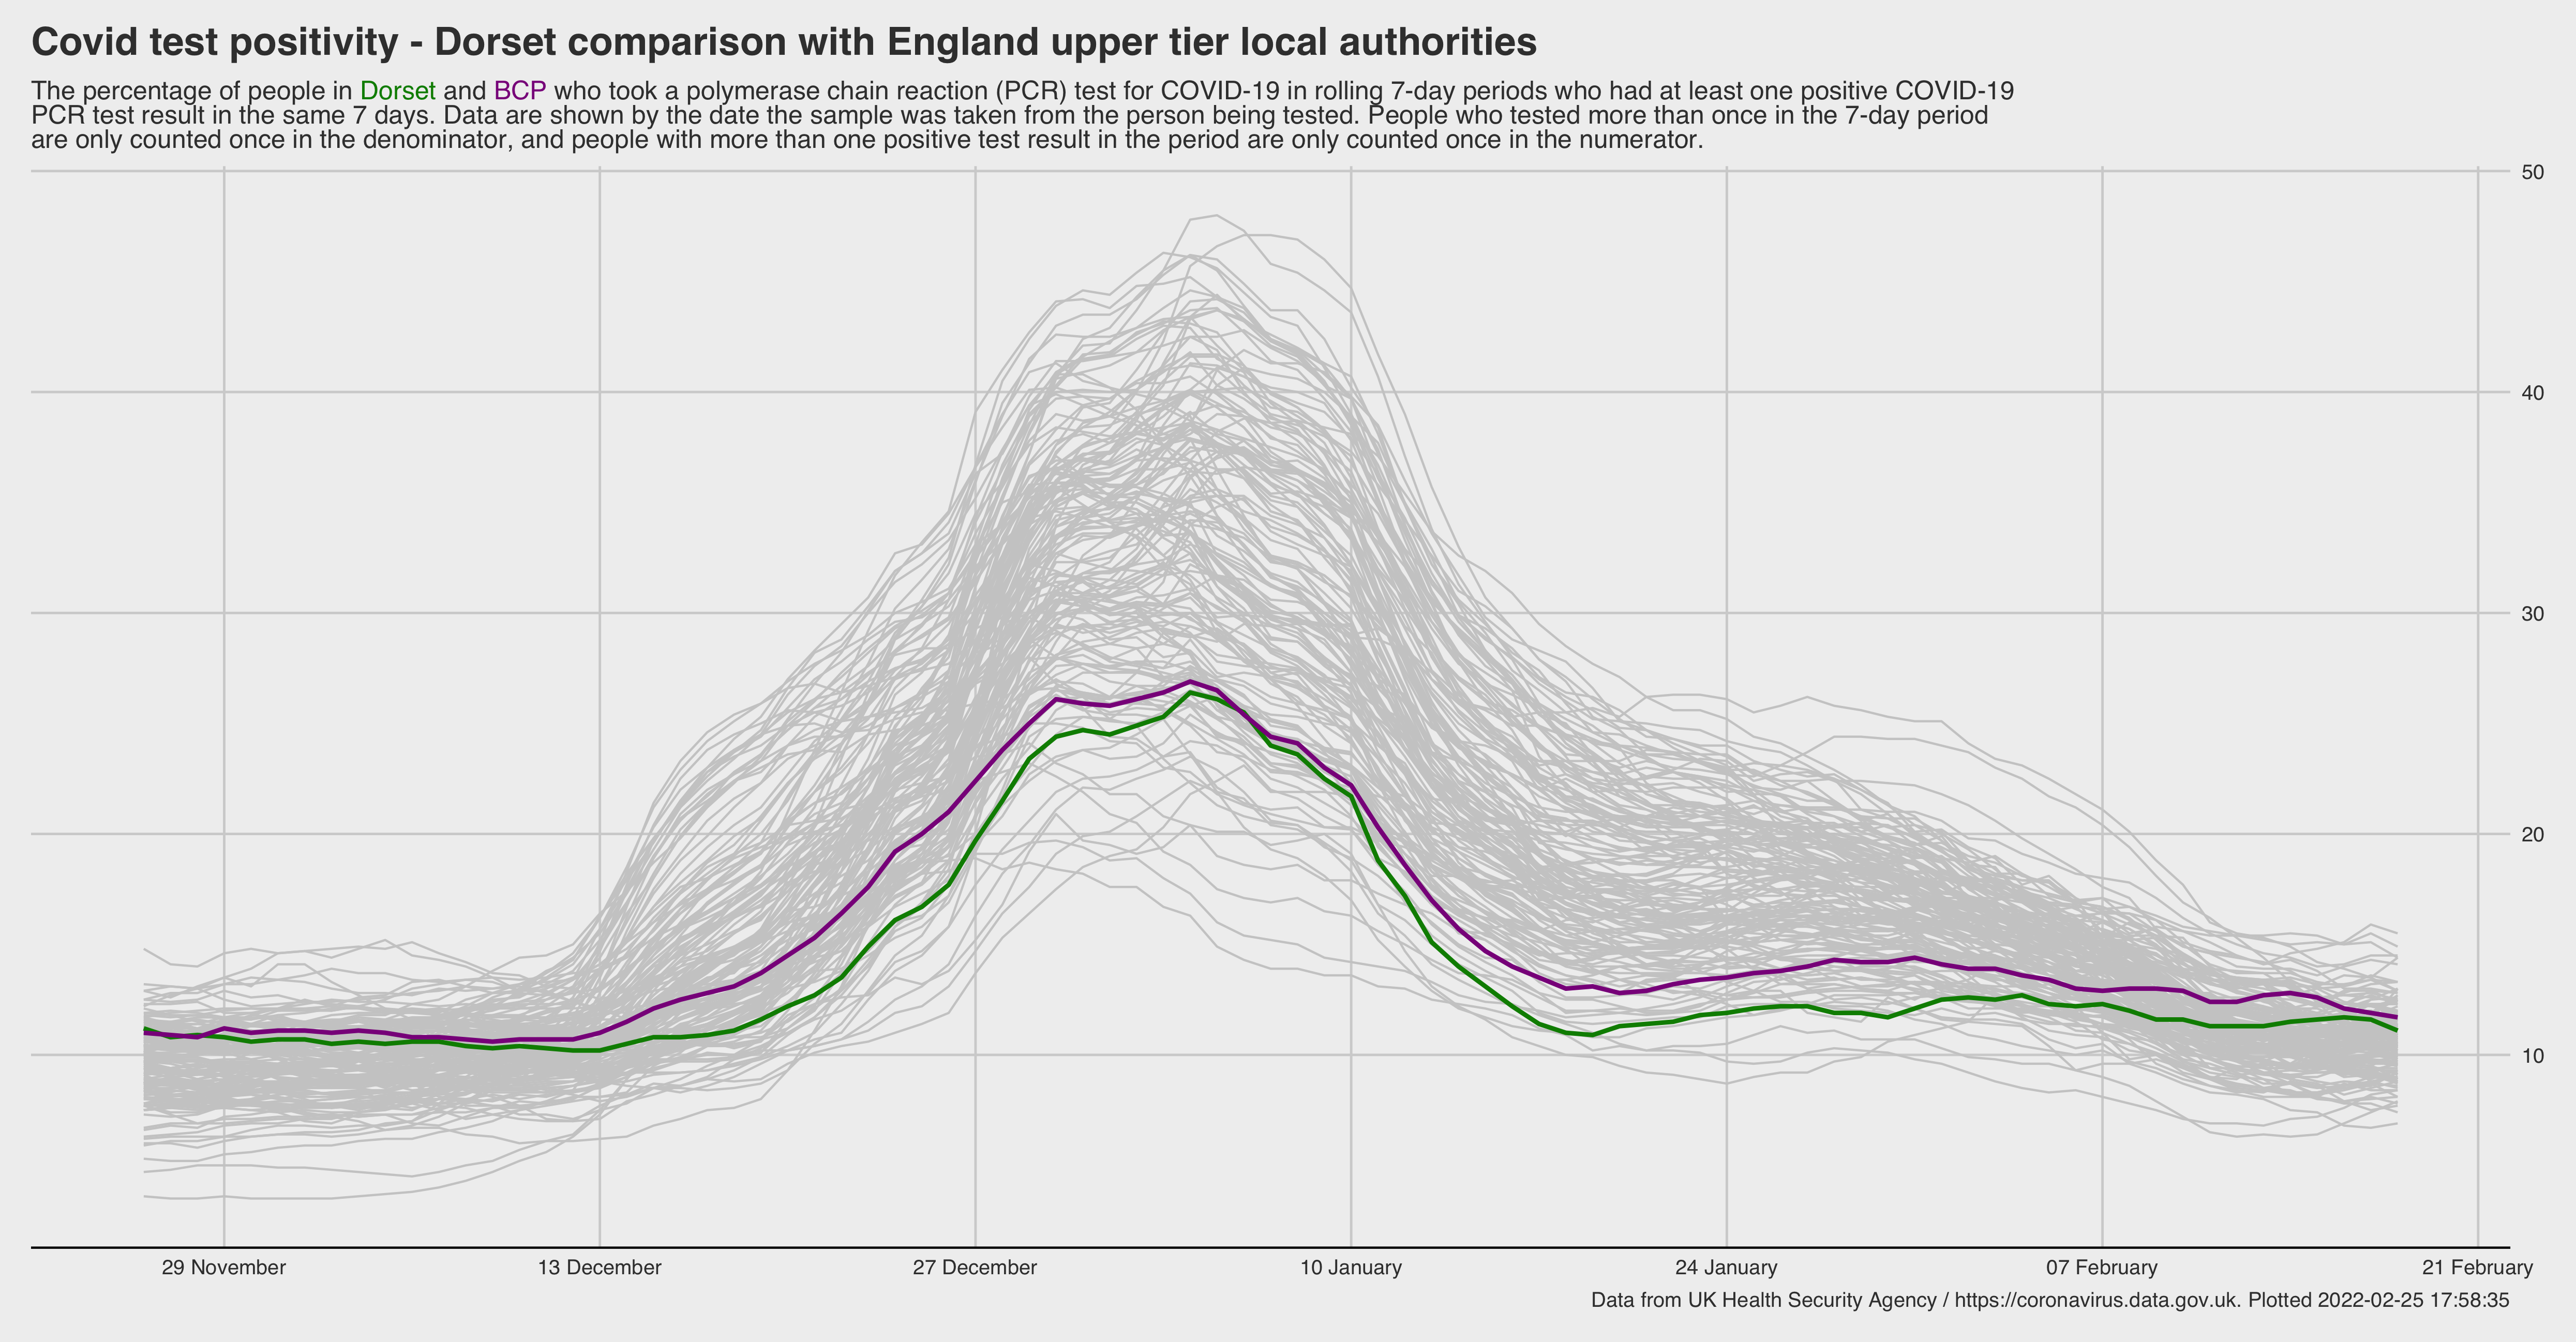 Covid test positivity - Dorset comparison with England upper tier local authorities
The percentage of people in Dorset and BCP who took a polymerase chain reaction (PCR) test for COVID-19 in rolling 7-day periods who had at least one positive COVID-19
PCR test result in the same 7 days. Data are shown by the date the sample was taken from the person being tested. People who tested more than once in the 7-day period
are only counted once in the denominator, and people with more than one positive test result in the period are only counted once in the numerator.
50
40
30
20
10
29 November
13 December
27 December
10 January
24 January
07 February
21 February
Data from UK Health Security Agency / https://coronavirus.data.gov.uk. Plotted 2022-02-25 17:58:35